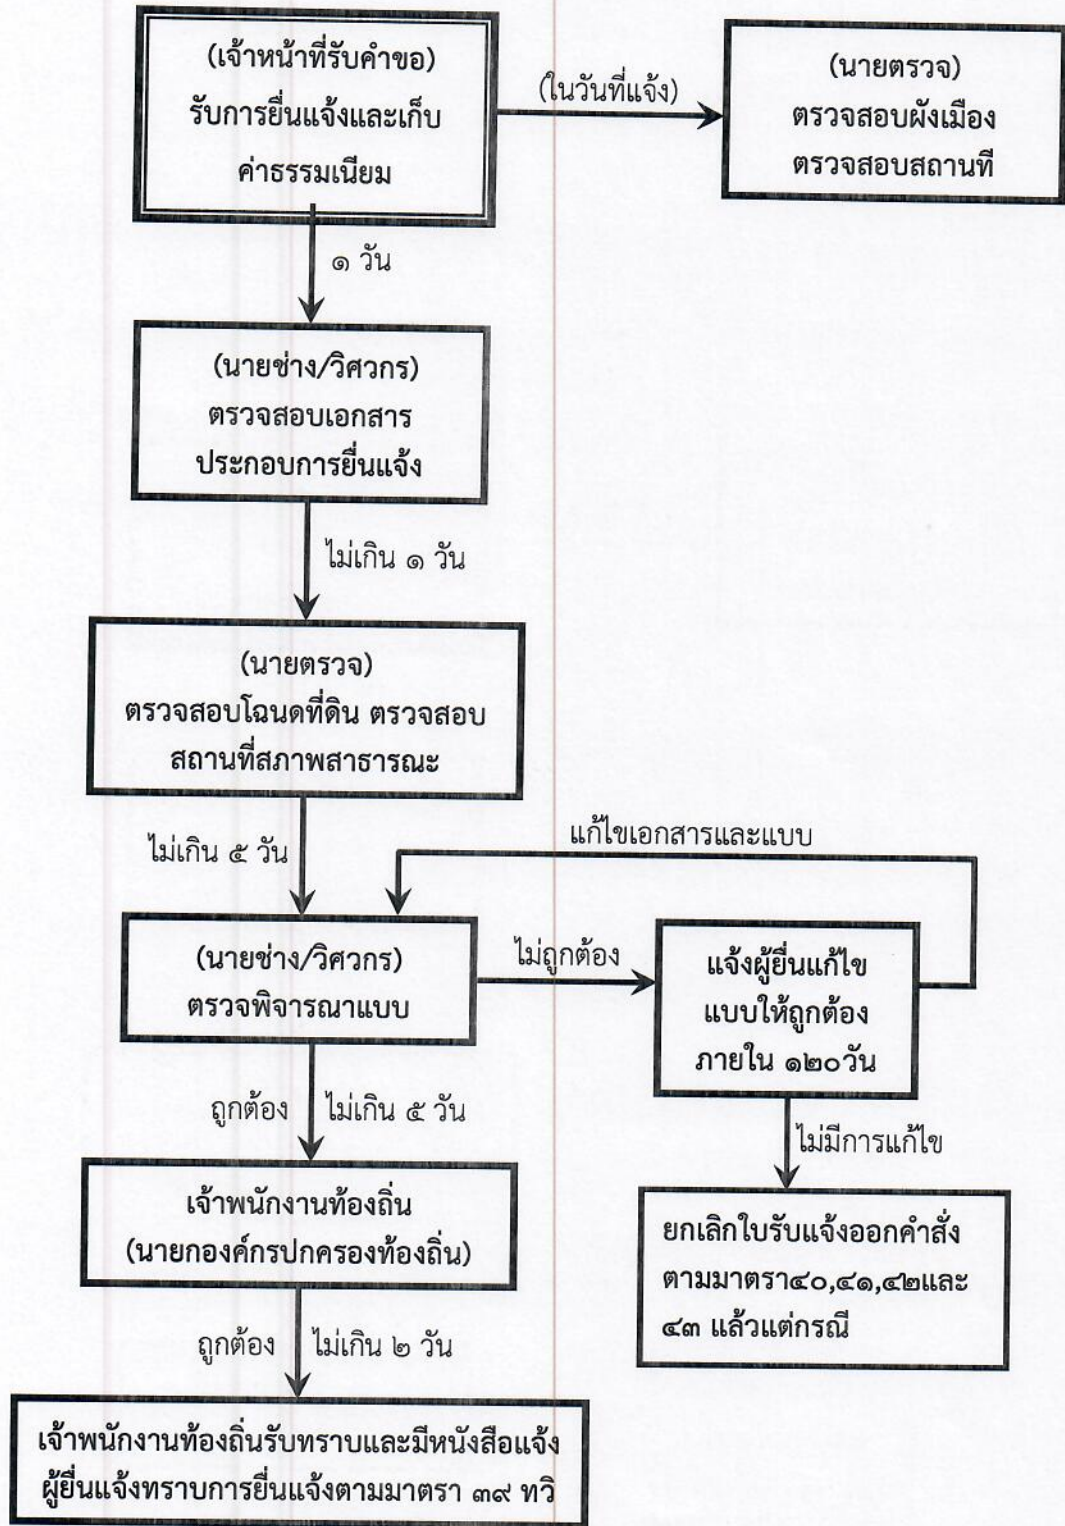 (เจ้าหน้าที่รับคำขอ)
รับการยื่นแจ้งและเก็บ
ค่าธรรมเนียม
(ในวันที่แจ้ง)
(นายตรวจ)
ตรวจสอบผังเมือง
ตรวจสอบสถานที่
๑ วัน
(นายช่าง/วิศวกร)
ตรวจสอบเอกสาร
ประกอบการยื่นแจ้ง
ไม่เกิน ๑ วัน
(นายตรวจ)
ตรวจสอบโฉนดที่ดิน ตรวจสอบ
สถานที่สภาพสาธารณะ
ไม่เกิน ๕ วัน
แก้ไขเอกสารและแบบ
(นายช่าง/วิศวกร)
ตรวจพิจารณาแบบ
ไม่ถูกต้อง
แจ้งผู้ยื่นแก้ไข
แบบให้ถูกต้อง
ภายใน ๑๒๐วัน
ถูกต้อง ไม่เกิน ๕ วัน
ไม่มีการแก้ไข
เจ้าพนักงานท้องถิ่น
(นายกองค์กรปกครองท้องถิ่น)
ยกเลิกใบรับแจ้งออกคำสั่ง
ตามมาตรา๔๐,๔๑,๔๒และ
๔๓ แล้วแต่กรณี
ถูกต้อง ไม่เกิน ๒ วัน
เจ้าพนักงานท้องถิ่นรับทราบและมีหนังสือแจ้ง
ผู้ยื่นแจ้งทราบการยื่นแจ้งตามมาตรา ๓๙ ทวิ